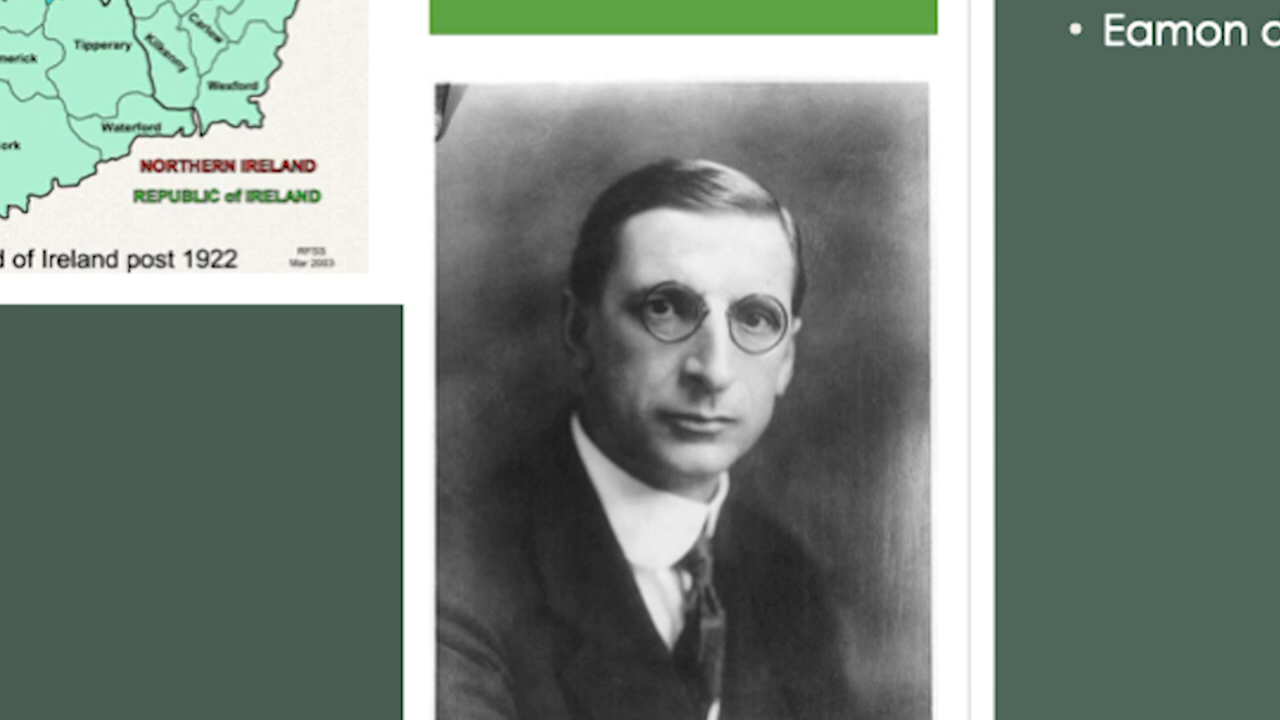 Carlow
Tipperary
Kilkenny
merick
Wexford
Waterford
ork
NORTHERN IRELAND
REPUBLIC of IRELAND
d of Ireland post 1922
RFSS
Mar 2003
• Eamon d